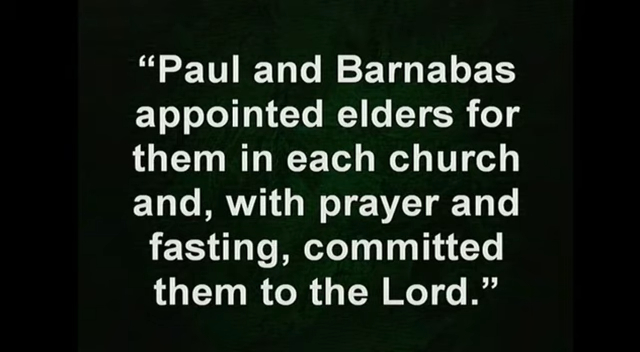 “Paul and Barnabas
appointed elders for
them in each church
and, with prayer and
fasting, committed
them to the Lord.”